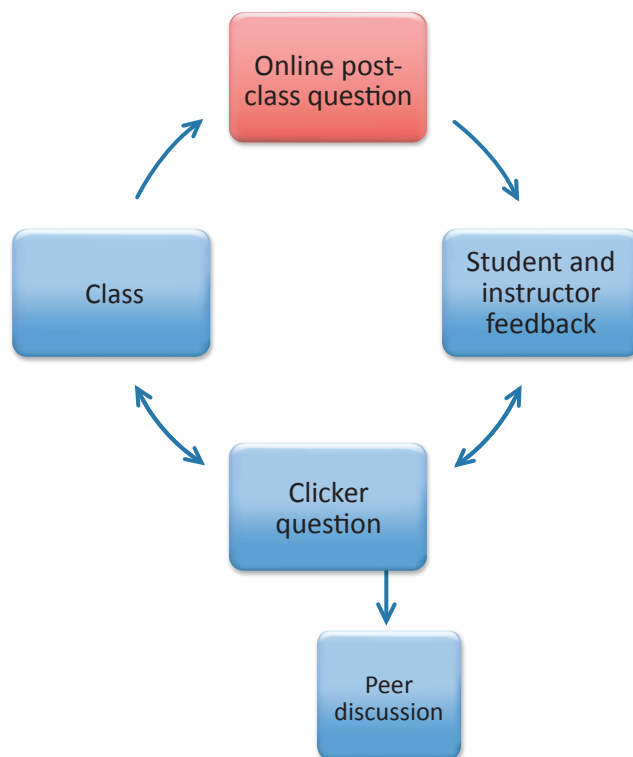 Online post-
class question
Class
Student and
instructor
feedback
Clicker
question
Peer
discussion